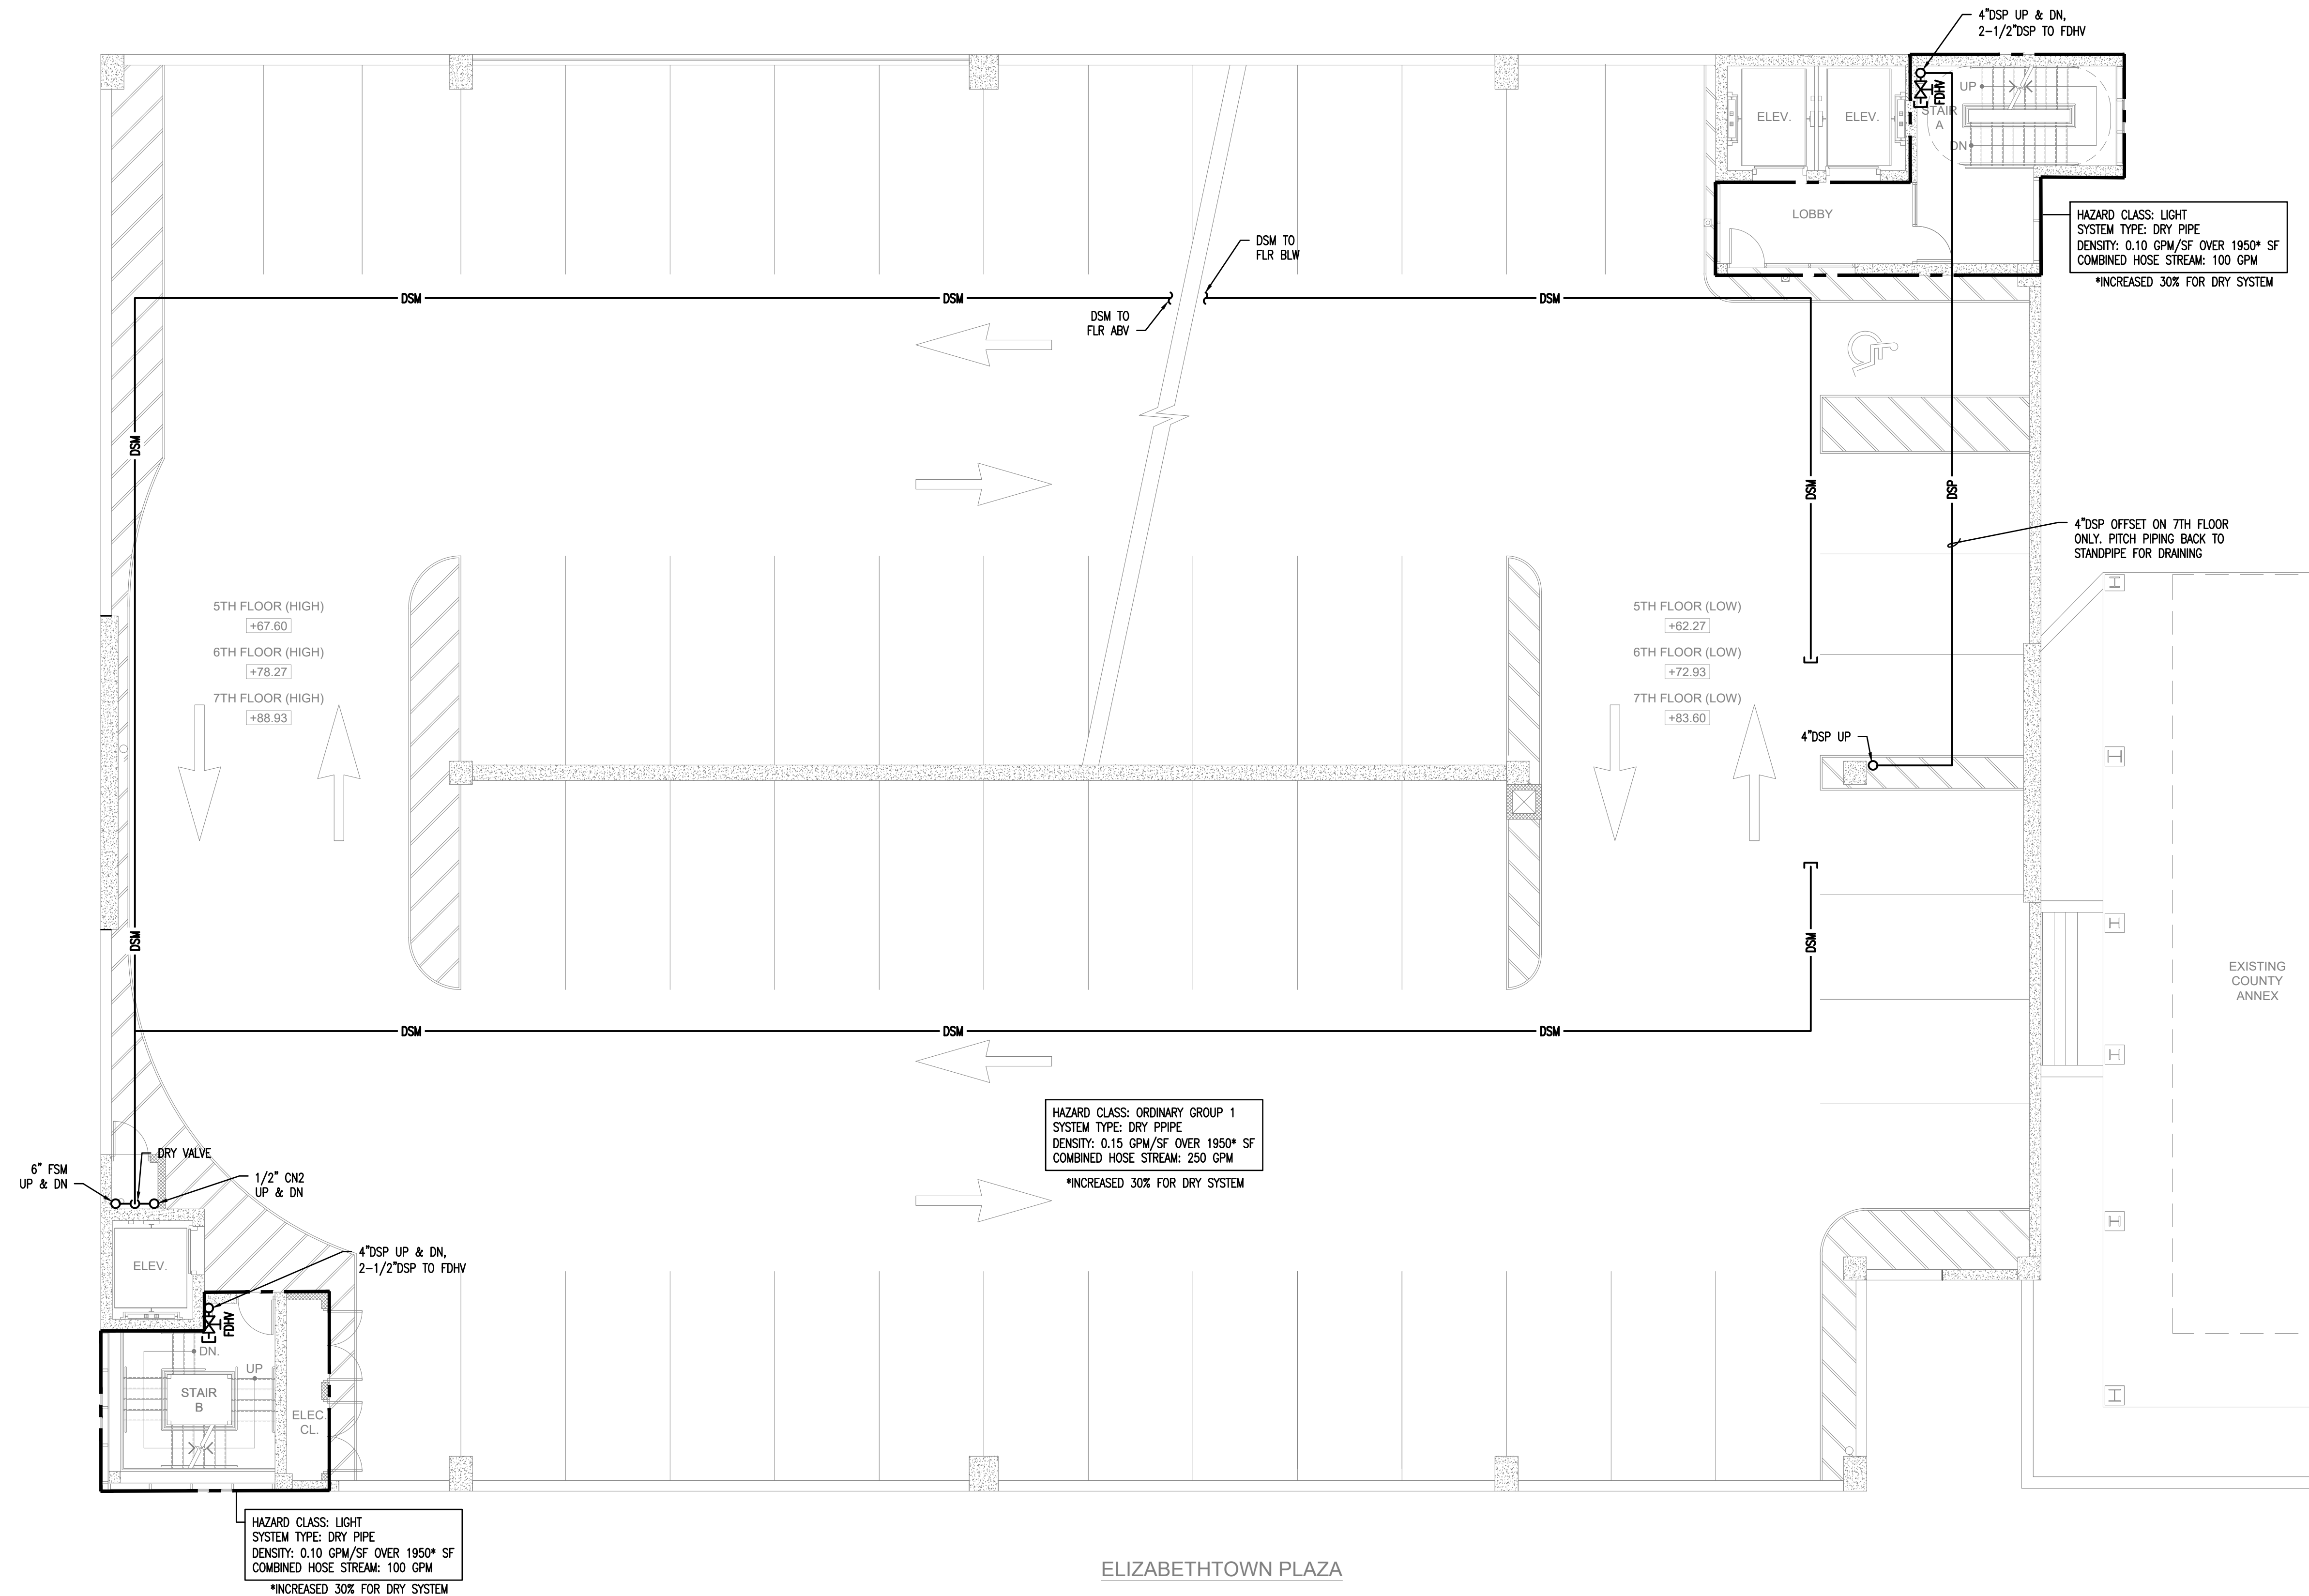 4"DSP UP & DN,
2-1/2"DSP TO FDHV
FDHV
UP
STAIR
A
DN
ELEV.
ELEV.
LOBBY
HAZARD CLASS: LIGHT
SYSTEM TYPE: DRY PIPE
DENSITY: 0.10 GPM/SF OVER 1950* SF
COMBINED HOSE STREAM: 100 GPM
*INCREASED 30% FOR DRY SYSTEM
DSM TO
FLR BLW
DSM
DSM
DSM
DSM TO
FLR ABV
DSM
DSM
DSP
4"DSP OFFSET ON 7TH FLOOR
ONLY. PITCH PIPING BACK TO
STANDPIPE FOR DRAINING
5TH FLOOR (HIGH)
+67.60
6TH FLOOR (HIGH)
+78.27
7TH FLOOR (HIGH)
+88.93
5TH FLOOR (LOW)
+62.27
6TH FLOOR (LOW)
+72.93
7TH FLOOR (LOW)
+83.60
4"DSP UP
DSM
DSM
EXISTING
COUNTY
ANNEX
DSM
DSM
DSM
HAZARD CLASS: ORDINARY GROUP 1
SYSTEM TYPE: DRY PPIPE
DENSITY: 0.15 GPM/SF OVER 1950* SF
COMBINED HOSE STREAM: 250 GPM
*INCREASED 30% FOR DRY SYSTEM
DRY VALVE
6" FSM
UP & DN
1/2" CN2
UP & DN
ELEV.
4"DSP UP & DN,
2-1/2"DSP TO FDHV
FDHV
DN.
UP
STAIR
B
ELEC.
CL.
HAZARD CLASS: LIGHT
SYSTEM TYPE: DRY PIPE
DENSITY: 0.10 GPM/SF OVER 1950* SF
COMBINED HOSE STREAM: 100 GPM
*INCREASED 30% FOR DRY SYSTEM
ELIZABETHTOWN PLAZA